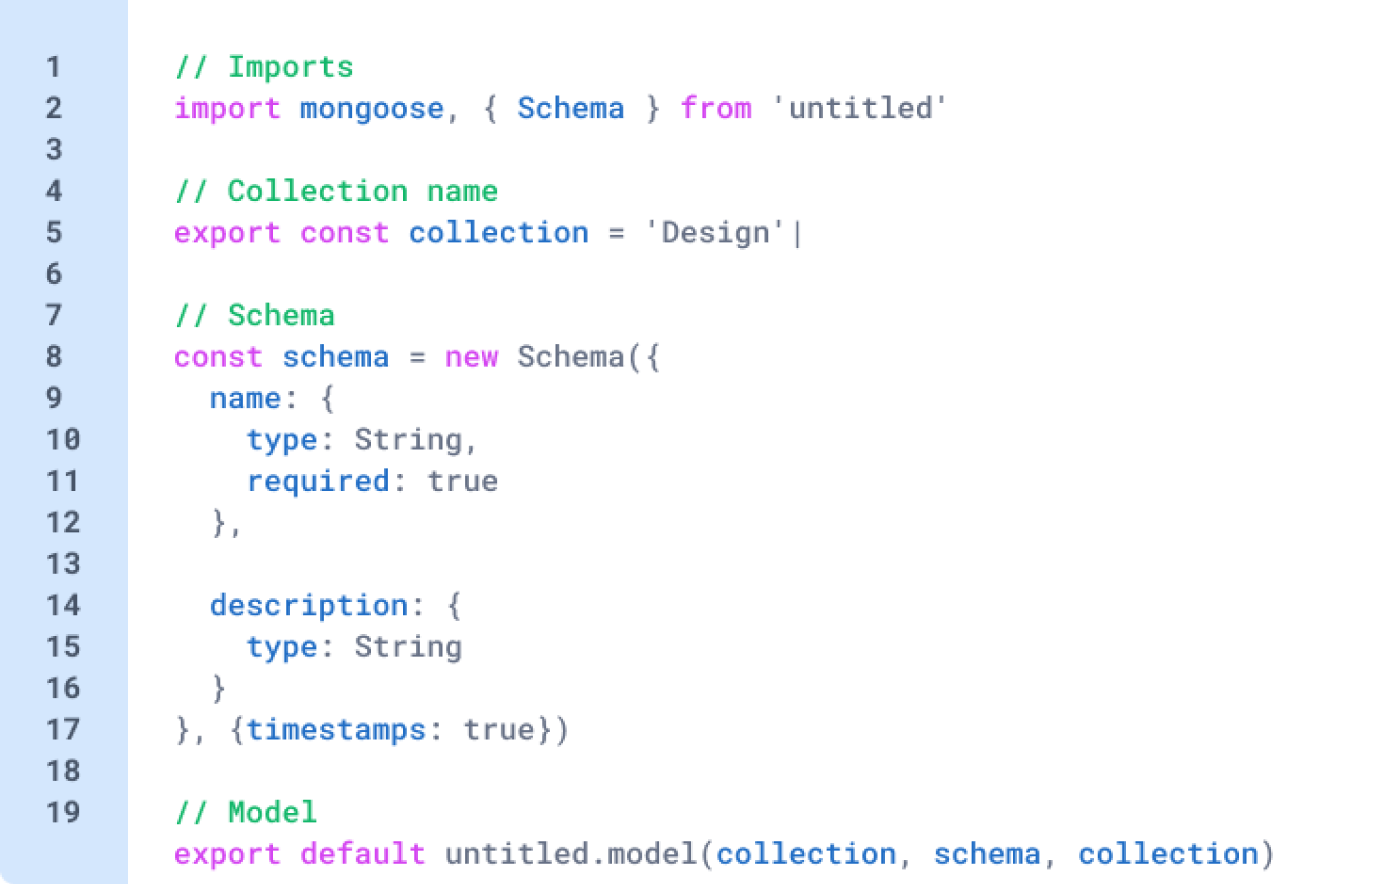 1 // Imports
2 import mongoose, { Schema } from 'untitled'
3
4 // Collection name
5 export const collection = 'Design'|
6
7 // Schema
8 const schema = new Schema({
9   name: {
10     type: String,
11     required: true
12   },
13
14   description: {
15     type: String
16   }
17 }, {timestamps: true})
18
19 // Model
export default untitled.model(collection, schema, collection)